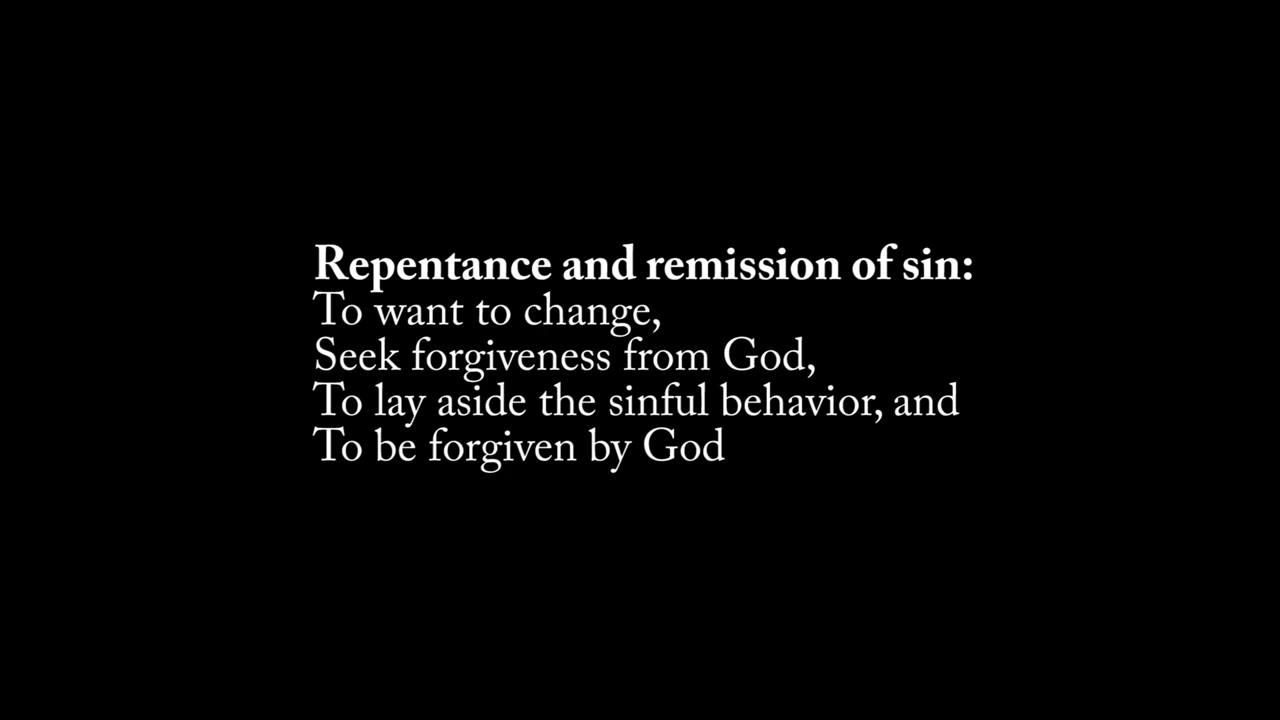 Repentance and remission of sin:
To want to change,
Seek forgiveness from God,
To lay aside the sinful behavior, and
To be forgiven by God